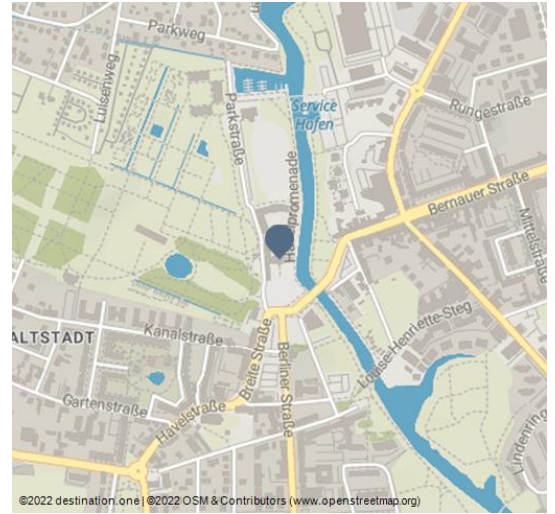 Parkweg
Luisenweg
Parkstraße
Service
Hafen
Rungestraße
Bernauer Straße
Mittelstraße
ALTSTADT
Kanalstraße
Breite Straße
Berliner Straße
Louise-Henriette-Steg
Gartenstraße
Havelstraße
Lindenring
©2022 destination.one | ©2022 OSM & Contributors (www.openstreetmap.org)